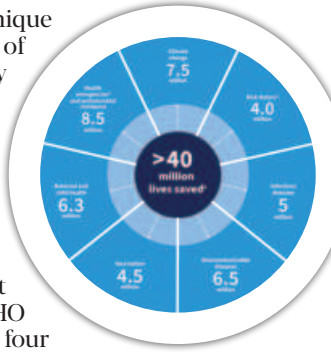 nique
of
y
t
HO
four
Climate
change
7.5
million
Risk factors
4.0
million
Infectious
diseases
5
million
Noncommunicable
diseases
6.5
million
Vaccination
4.5
million
Maternal and
child health
6.3
million
Health
emergencies
and antimicrobial
resistance
8.5
million
>40
million
lives saved